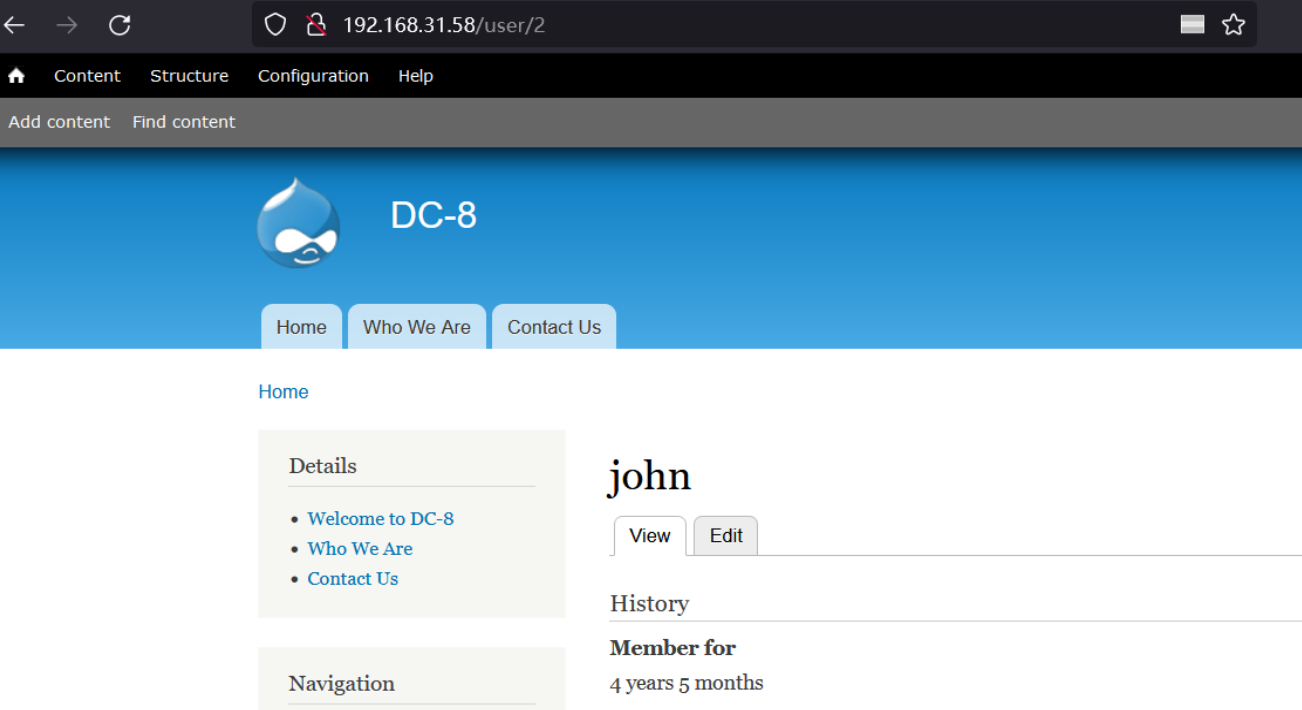 192.168.31.58/user/2
Content Structure Configuration Help
Add content Find content
DC-8
Home Who We Are Contact Us
Home
Details
Welcome to DC-8
Who We Are
Contact Us
Navigation
john
View Edit
History
Member for
4 years 5 months